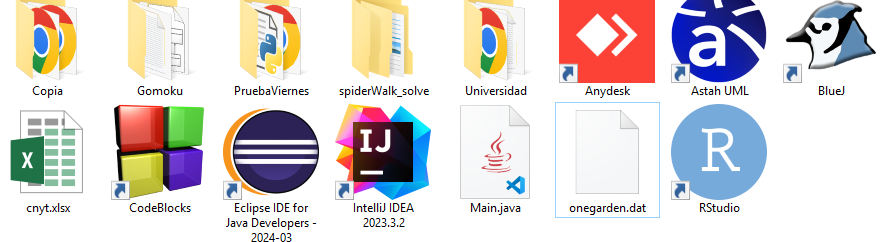 Copia
Gomoku
PruebaViernes
spiderWalk_solve
Universidad
Anydesk
Astah UML
BlueJ
X
IJ
R
cnyt.xlsx
CodeBlocks
Eclipse IDE for
Java Developers -
2024-03
IntelliJ IDEA
2023.3.2
Main.java
onegarden.dat
RStudio